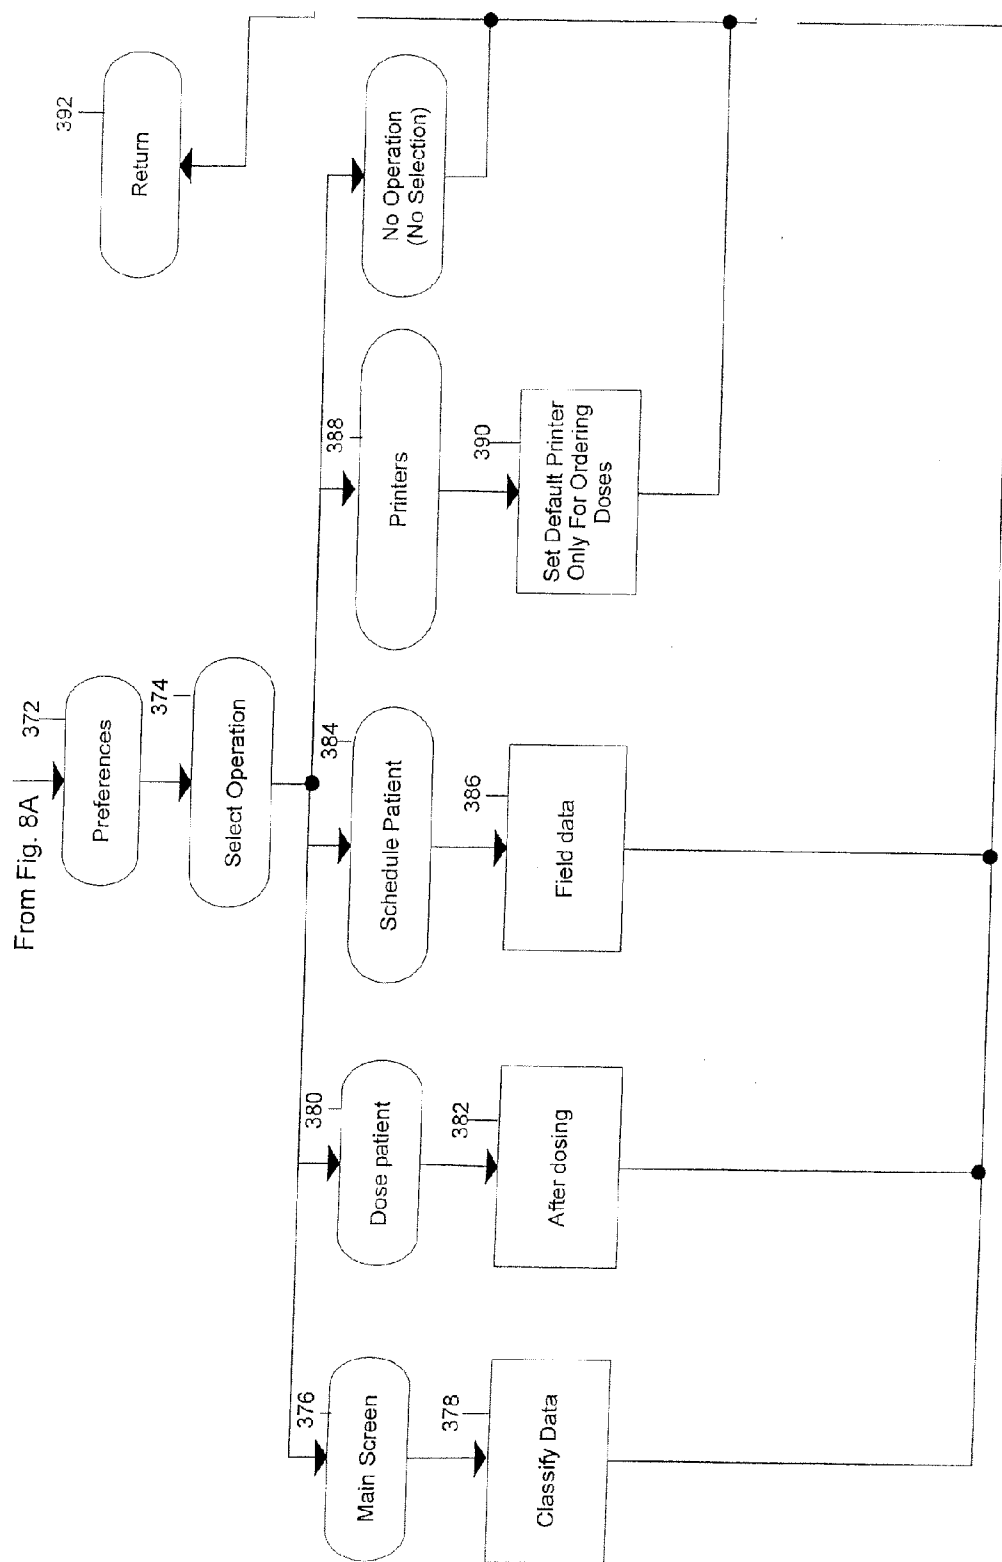 From Fig. 8A
372
Preferences
374
Select Operation
392
Return
376
Main Screen
380
Dose patient
384
Schedule Patient
388
Printers
No Operation
(No Selection)
378
Classify Data
382
After dosing
386
Field data
390
Set Default Printer
Only For Ordering
Doses